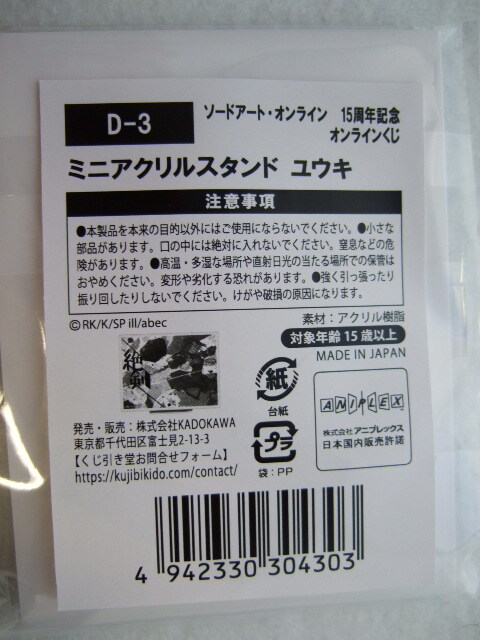 D-3
ソードアート・オンライン 15周年記念
オンラインくじ
ミニアクリルスタンド ユウキ
注意事項
●本製品を本来の目的以外にはご使用にならないでください。●小さな
部品があります。口の中には絶対に入れないでください。窒息などの危
険があります。●高温・多湿な場所や直射日光の当たる場所での保管は
おやめください。変形や劣化する恐れがあります。●強く引っ張ったり
振り回したりしないでください。けがや破損の原因になります。
©RK/K/SP ill/abec
素材:アクリル樹脂
対象年齢15歳以上
MADE IN JAPAN
絶剣
紙
台紙
プラ
袋:PP
ANIPLEX
株式会社 アニプレックス
日本国内販売許諾
発売・販売:株式会社KADOKAWA
東京都千代田区富士見2-13-3
【くじ引き堂お問合せフォーム】
https://kujibikido.com/contact/
4 942330 304303